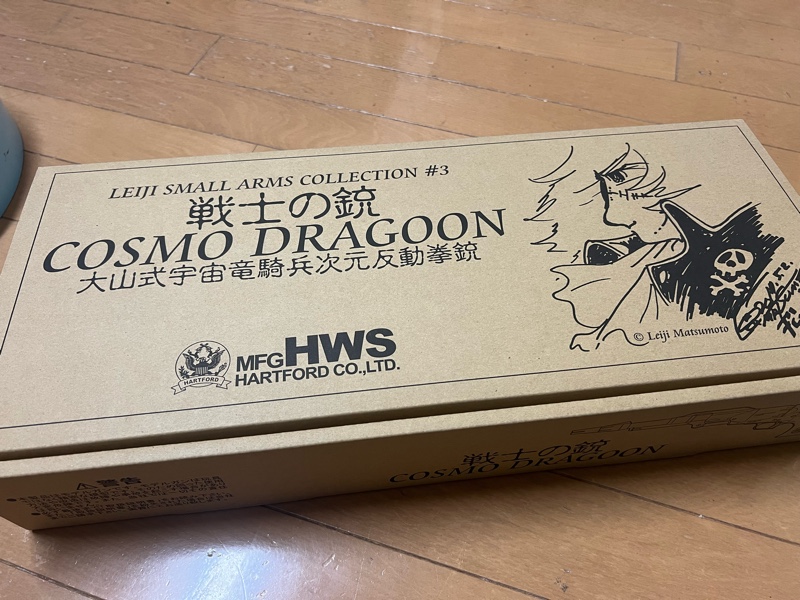 LEIJI SMALL ARMS COLLECTION #3
戦士の銃
COSMO DRAGOON
大山式宇宙竜騎兵次元反動拳銃
© Leiji Matsumoto
HARTFORD
MFG HWS
HARTFORD CO.,LTD.
⚠警告
戦士の銃
COSMO DRAGOON